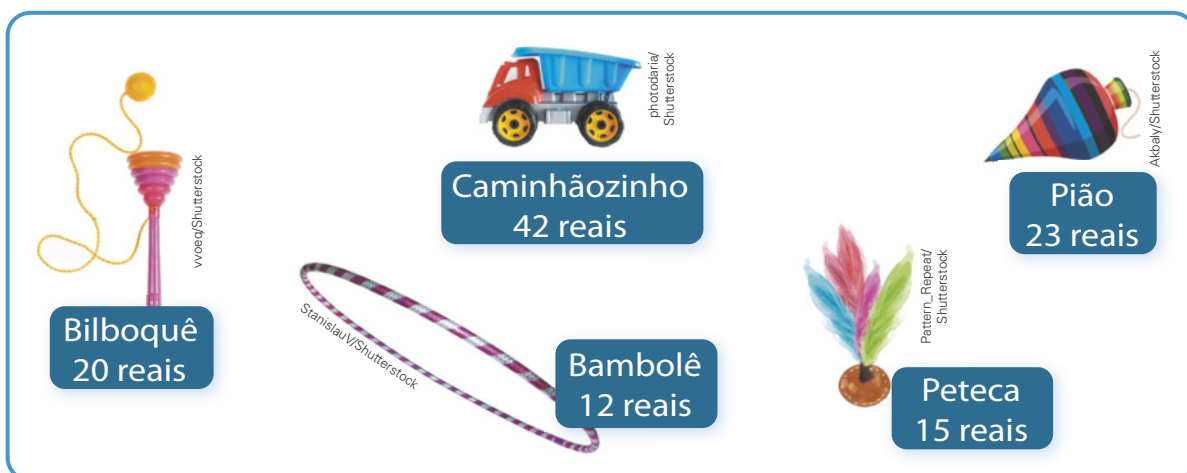 vvoeq/Shutterstock
Bilboquê
20 reais
photodaria/
Shutterstock
Caminhãozinho
42 reais
StanislauV/Shutterstock
Bambolê
12 reais
Pattern_Repeat/
Shutterstock
Peteca
15 reais
Akbaly/Shutterstock
Pião
23 reais